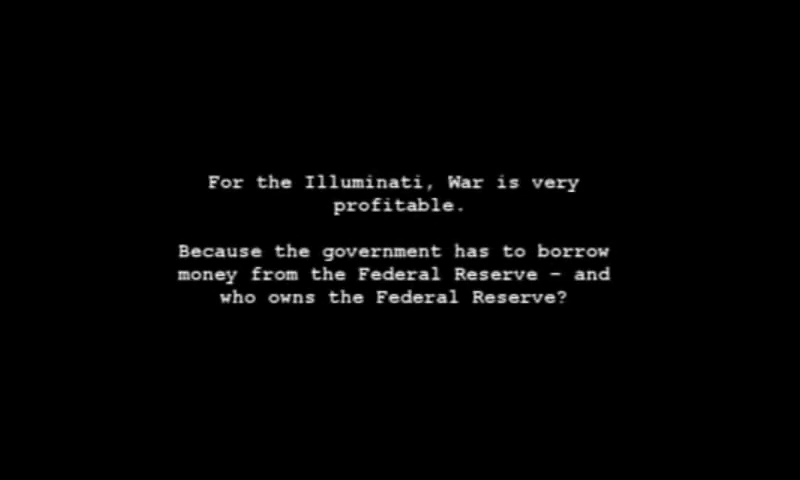 For the Illuminati, War is very
profitable.
Because the government has to borrow
money from the Federal Reserve - and
who owns the Federal Reserve?